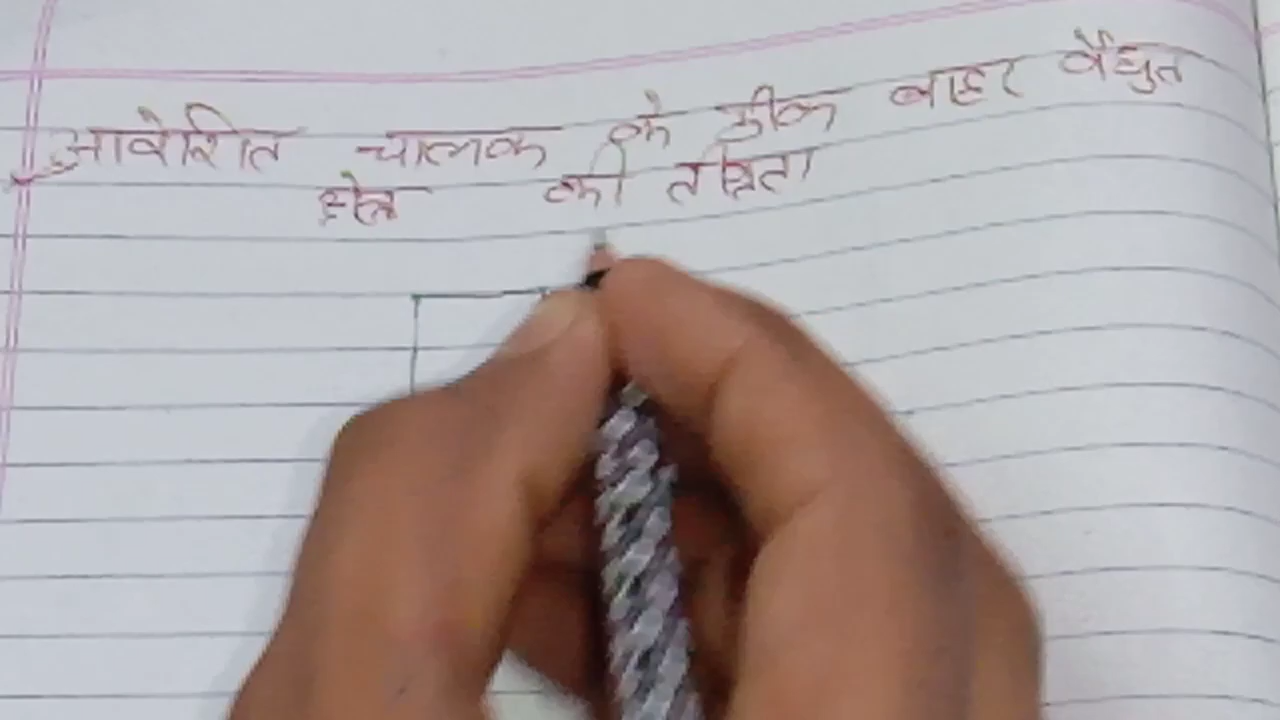 आवेशित चालक के ठीक बाहर वैद्युत
क्षेत्र की तीव्रता